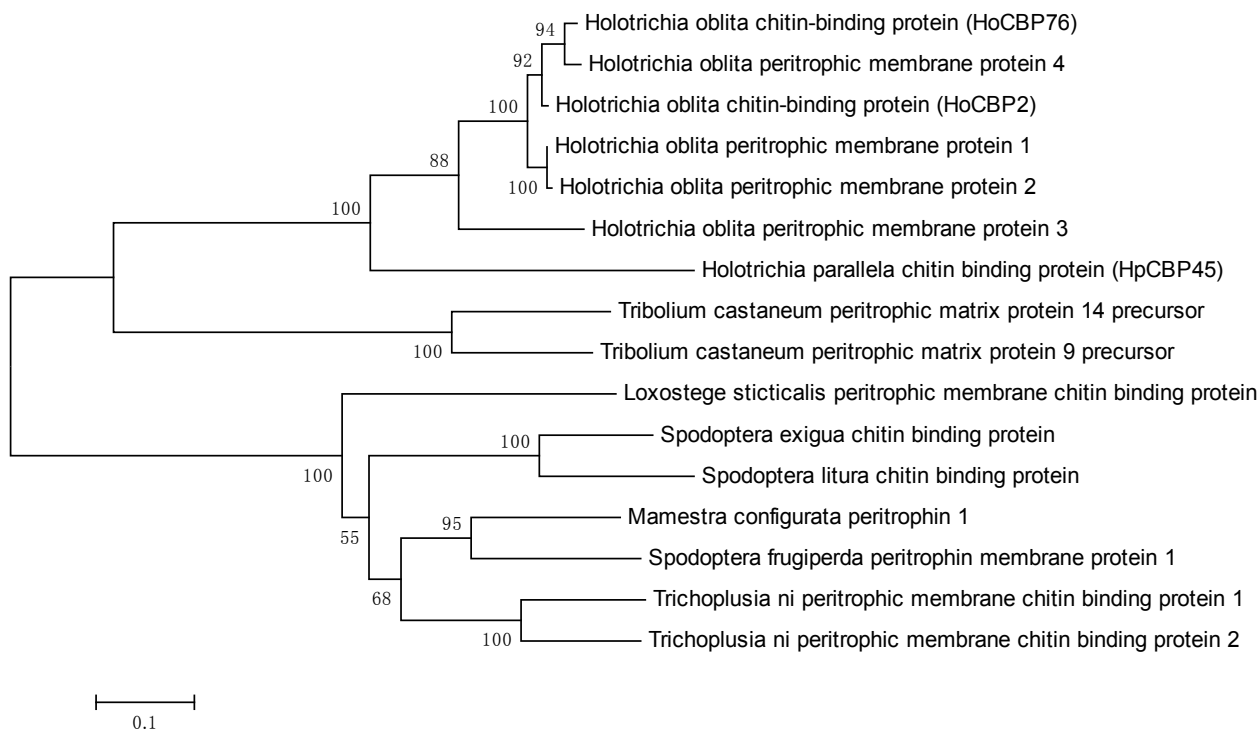 Holotrichia oblita chitin-binding protein (HoCBP76)
94
Holotrichia oblita peritrophic membrane protein 4
92
Holotrichia oblita chitin-binding protein (HoCBP2)
100
Holotrichia oblita peritrophic membrane protein 1
88
Holotrichia oblita peritrophic membrane protein 2
100
100
Holotrichia oblita peritrophic membrane protein 3
Holotrichia parallela chitin binding protein (HpCBP45)
Tribolium castaneum peritrophic matrix protein 14 precursor
100
Tribolium castaneum peritrophic matrix protein 9 precursor
Loxostege sticticalis peritrophic membrane chitin binding protein
Spodoptera exigua chitin binding protein
100
100
Spodoptera litura chitin binding protein
Mamestra configurata peritrophin 1
95
55
Spodoptera frugiperda peritrophin membrane protein 1
68
Trichoplusia ni peritrophic membrane chitin binding protein 1
100
Trichoplusia ni peritrophic membrane chitin binding protein 2
0.1